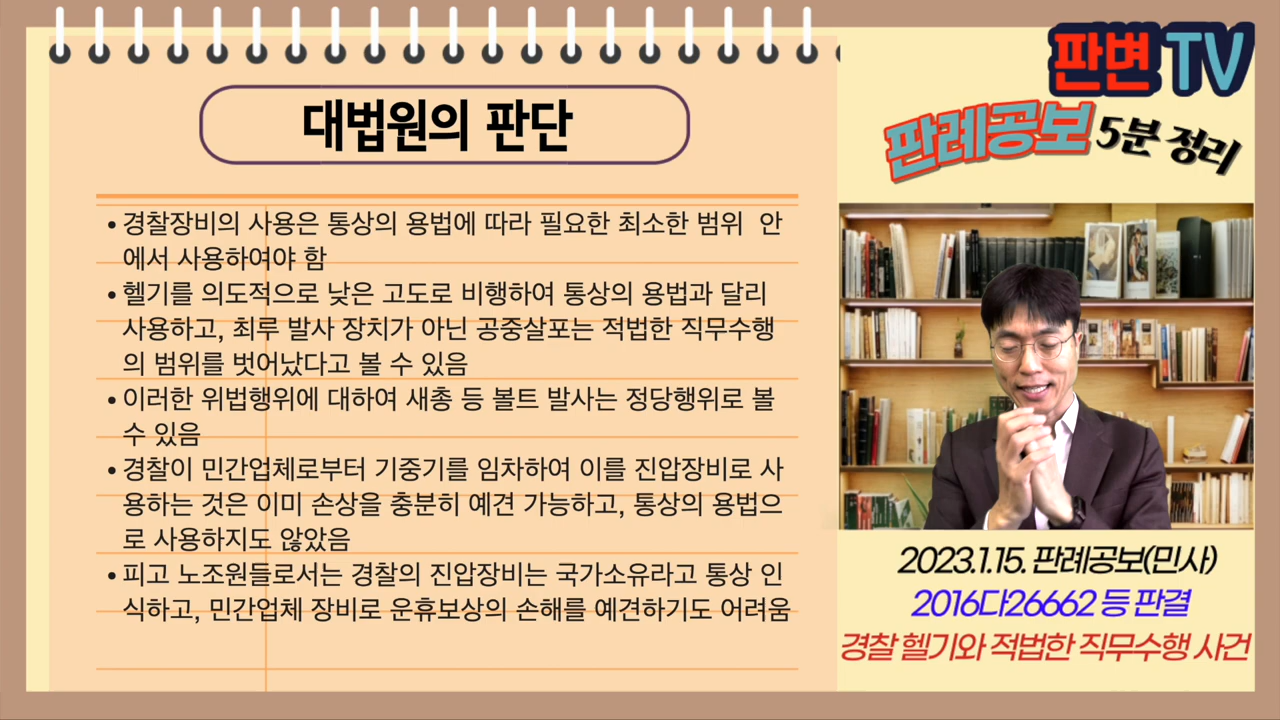 대법원의 판단
• 경찰장비의 사용은 통상의 용법에 따라 필요한 최소한 범위 안
에서 사용하여야 함
• 헬기를 의도적으로 낮은 고도로 비행하여 통상의 용법과 달리
사용하고, 최루 발사 장치가 아닌 공중살포는 적법한 직무수행
의 범위를 벗어났다고 볼 수 있음
• 이러한 위법행위에 대하여 새총 등 볼트 발사는 정당행위로 볼
수 있음
• 경찰이 민간업체로부터 기중기를 임차하여 이를 진압장비로 사
용하는 것은 이미 손상을 충분히 예견 가능하고, 통상의 용법으
로 사용하지도 않았음
• 피고 노조원들로서는 경찰의 진압장비는 국가소유라고 통상 인
식하고, 민간업체 장비로 운휴보상의 손해를 예견하기도 어려움
판변 TV
판례공보 5분 정리
2023.1.15. 판례공보(민사)
2016다26662 등 판결
경찰 헬기와 적법한 직무수행 사건